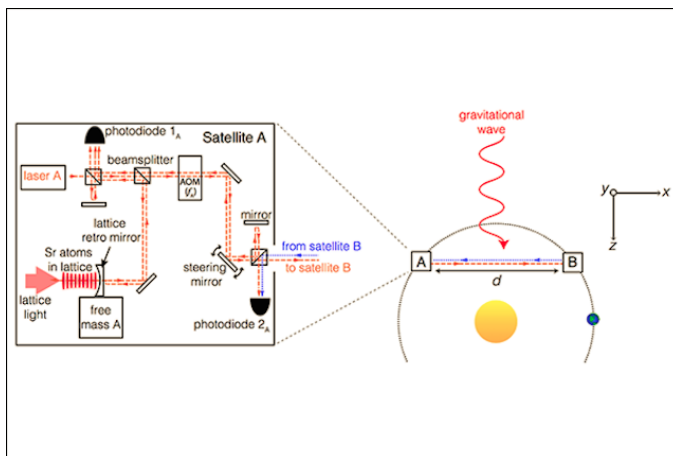 photodiode 1A
Satellite A
beamsplitter
laser A
AOM
(fₐ)
lattice
retro mirror
Sr atoms
in lattice
mirror
from satellite B
to satellite B
steering
mirror
lattice
light
free
mass A
photodiode 2A
gravitational
wave
y
x
z
A
B
d